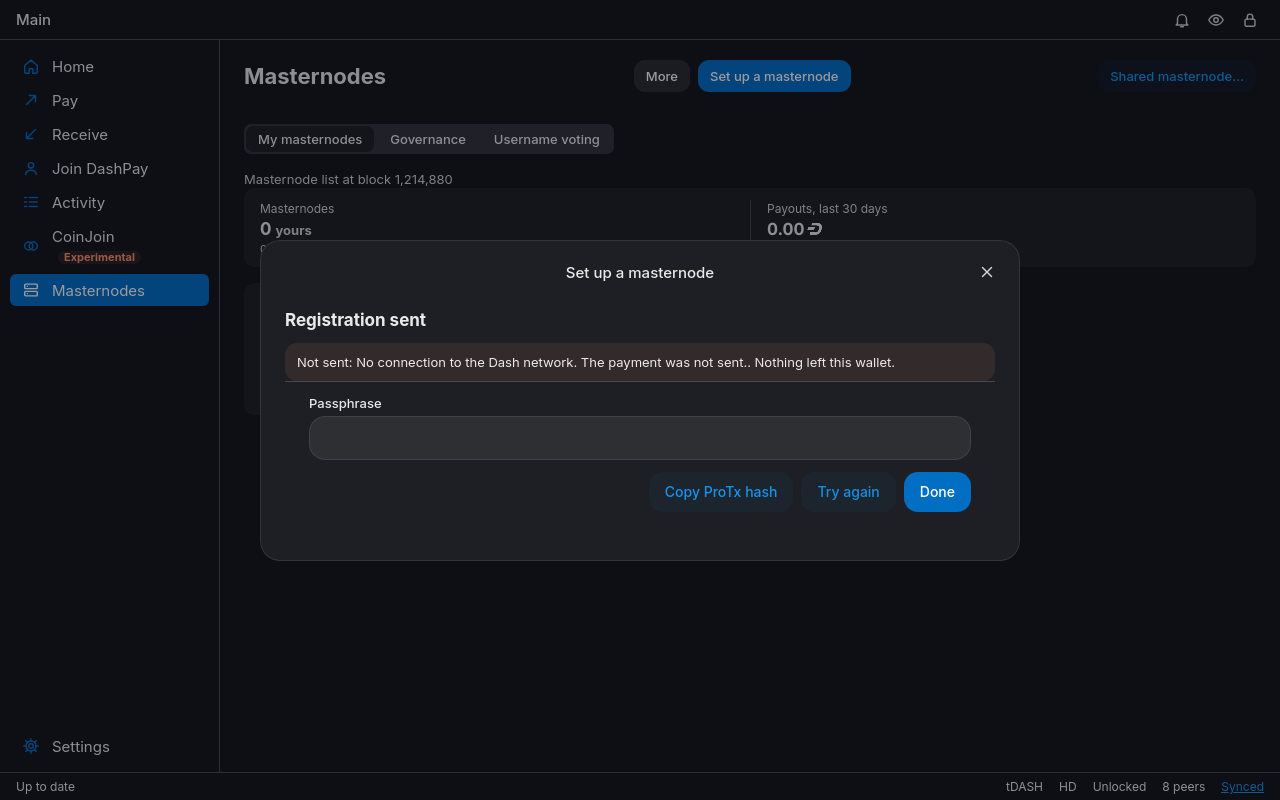 Main
Home
Pay
Receive
Join DashPay
Activity
CoinJoin
Experimental
Masternodes
Settings
Masternodes
More
Set up a masternode
Shared masternode...
My masternodes
Governance
Username voting
Masternode list at block 1,214,880
Masternodes
0 yours
Payouts, last 30 days
0.00
Set up a masternode
Registration sent
Not sent: No connection to the Dash network. The payment was not sent.. Nothing left this wallet.
Passphrase
Copy ProTx hash
Try again
Done
Up to date
tDASH
HD
Unlocked
8 peers
Synced